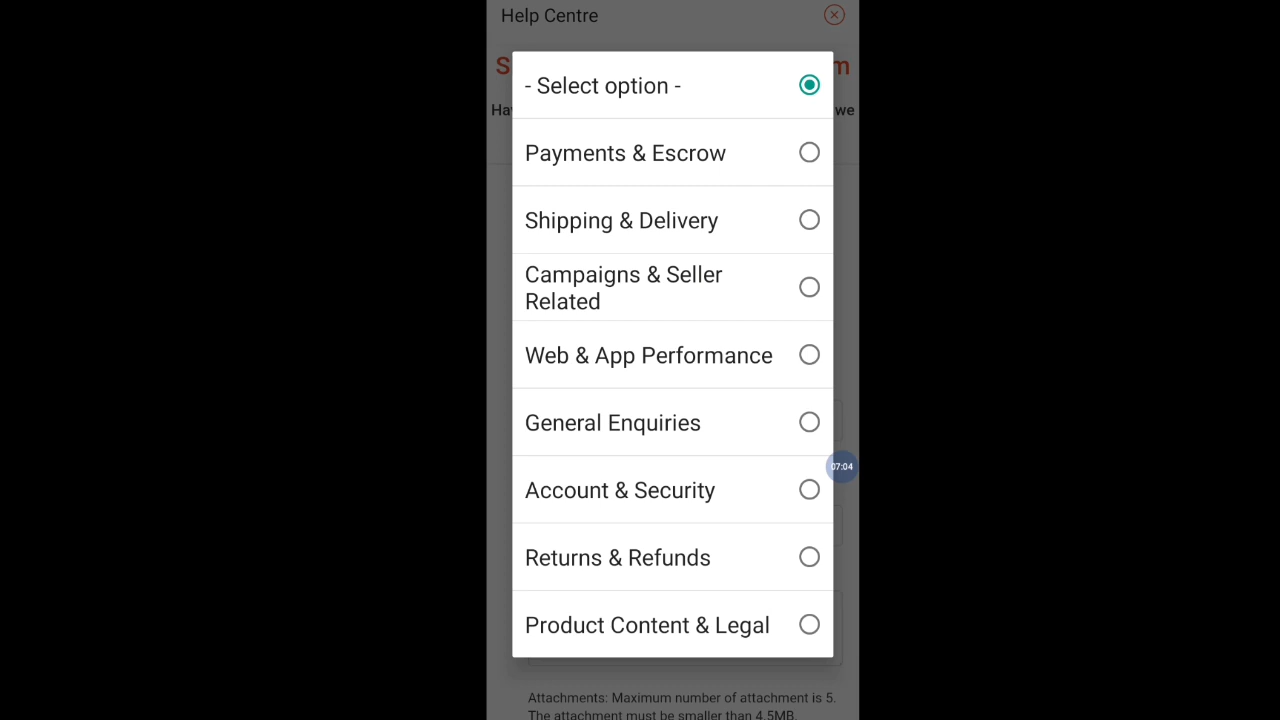 Help Centre
S m
Ha we
- Select option -
Payments & Escrow
Shipping & Delivery
Campaigns & Seller
Related
Web & App Performance
General Enquiries
07:04
Account & Security
Returns & Refunds
Product Content & Legal
Attachments: Maximum number of attachment is 5.
The attachment must be smaller than 4.5MB.